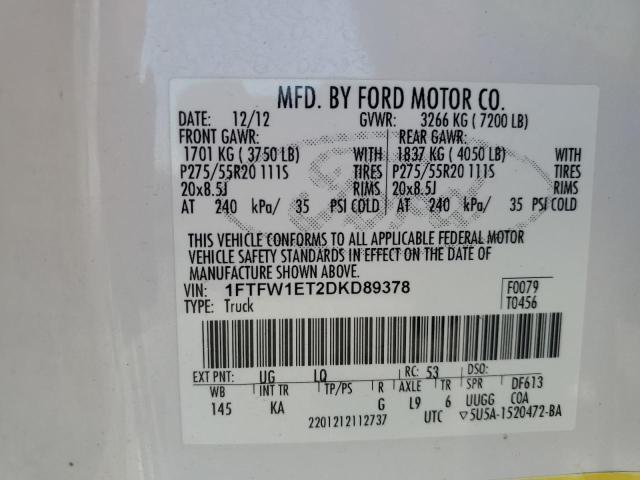 MFD. BY FORD MOTOR CO.
DATE: 12/12 GVWR: 3266 KG ( 7200 LB)
FRONT GAWR: REAR GAWR:
1701 KG ( 3750 LB) WITH 1837 KG ( 4050 LB) WITH
P275/55R20 111S TIRES P275/55R20 111S TIRES
20x8.5J RIMS 20x8.5J RIMS
AT 240 kPa/ 35 PSI COLD AT 240 kPa/ 35 PSI COLD
THIS VEHICLE CONFORMS TO ALL APPLICABLE FEDERAL MOTOR
VEHICLE SAFETY STANDARDS IN EFFECT ON THE DATE OF
MANUFACTURE SHOWN ABOVE.
VIN: 1FTFW1ET2DKD89378 F0079
TYPE: Truck T0456
EXT PNT: UG LQ RC: 53 DSO:
WB INT TR TP/PS R AXLE TR SPR DF613
145 KA G L9 6 UUGG COA
2201212112737 UTC ▽5U5A-1520472-BA